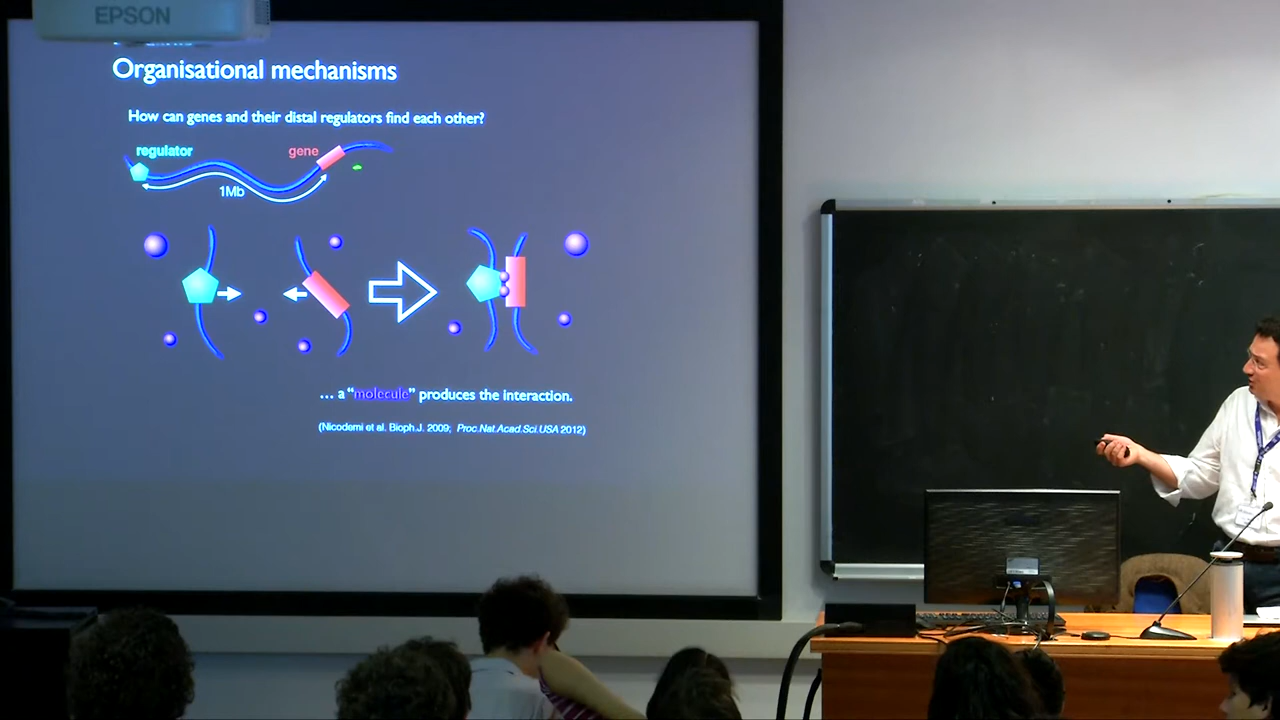 EPSON
Organisational mechanisms
How can genes and their distal regulators find each other?
regulator
gene
1Mb
... a "molecule" produces the interaction.
(Nicodemi et al. Bioph.J. 2009; Proc.Nat.Acad.Sci.USA 2012)